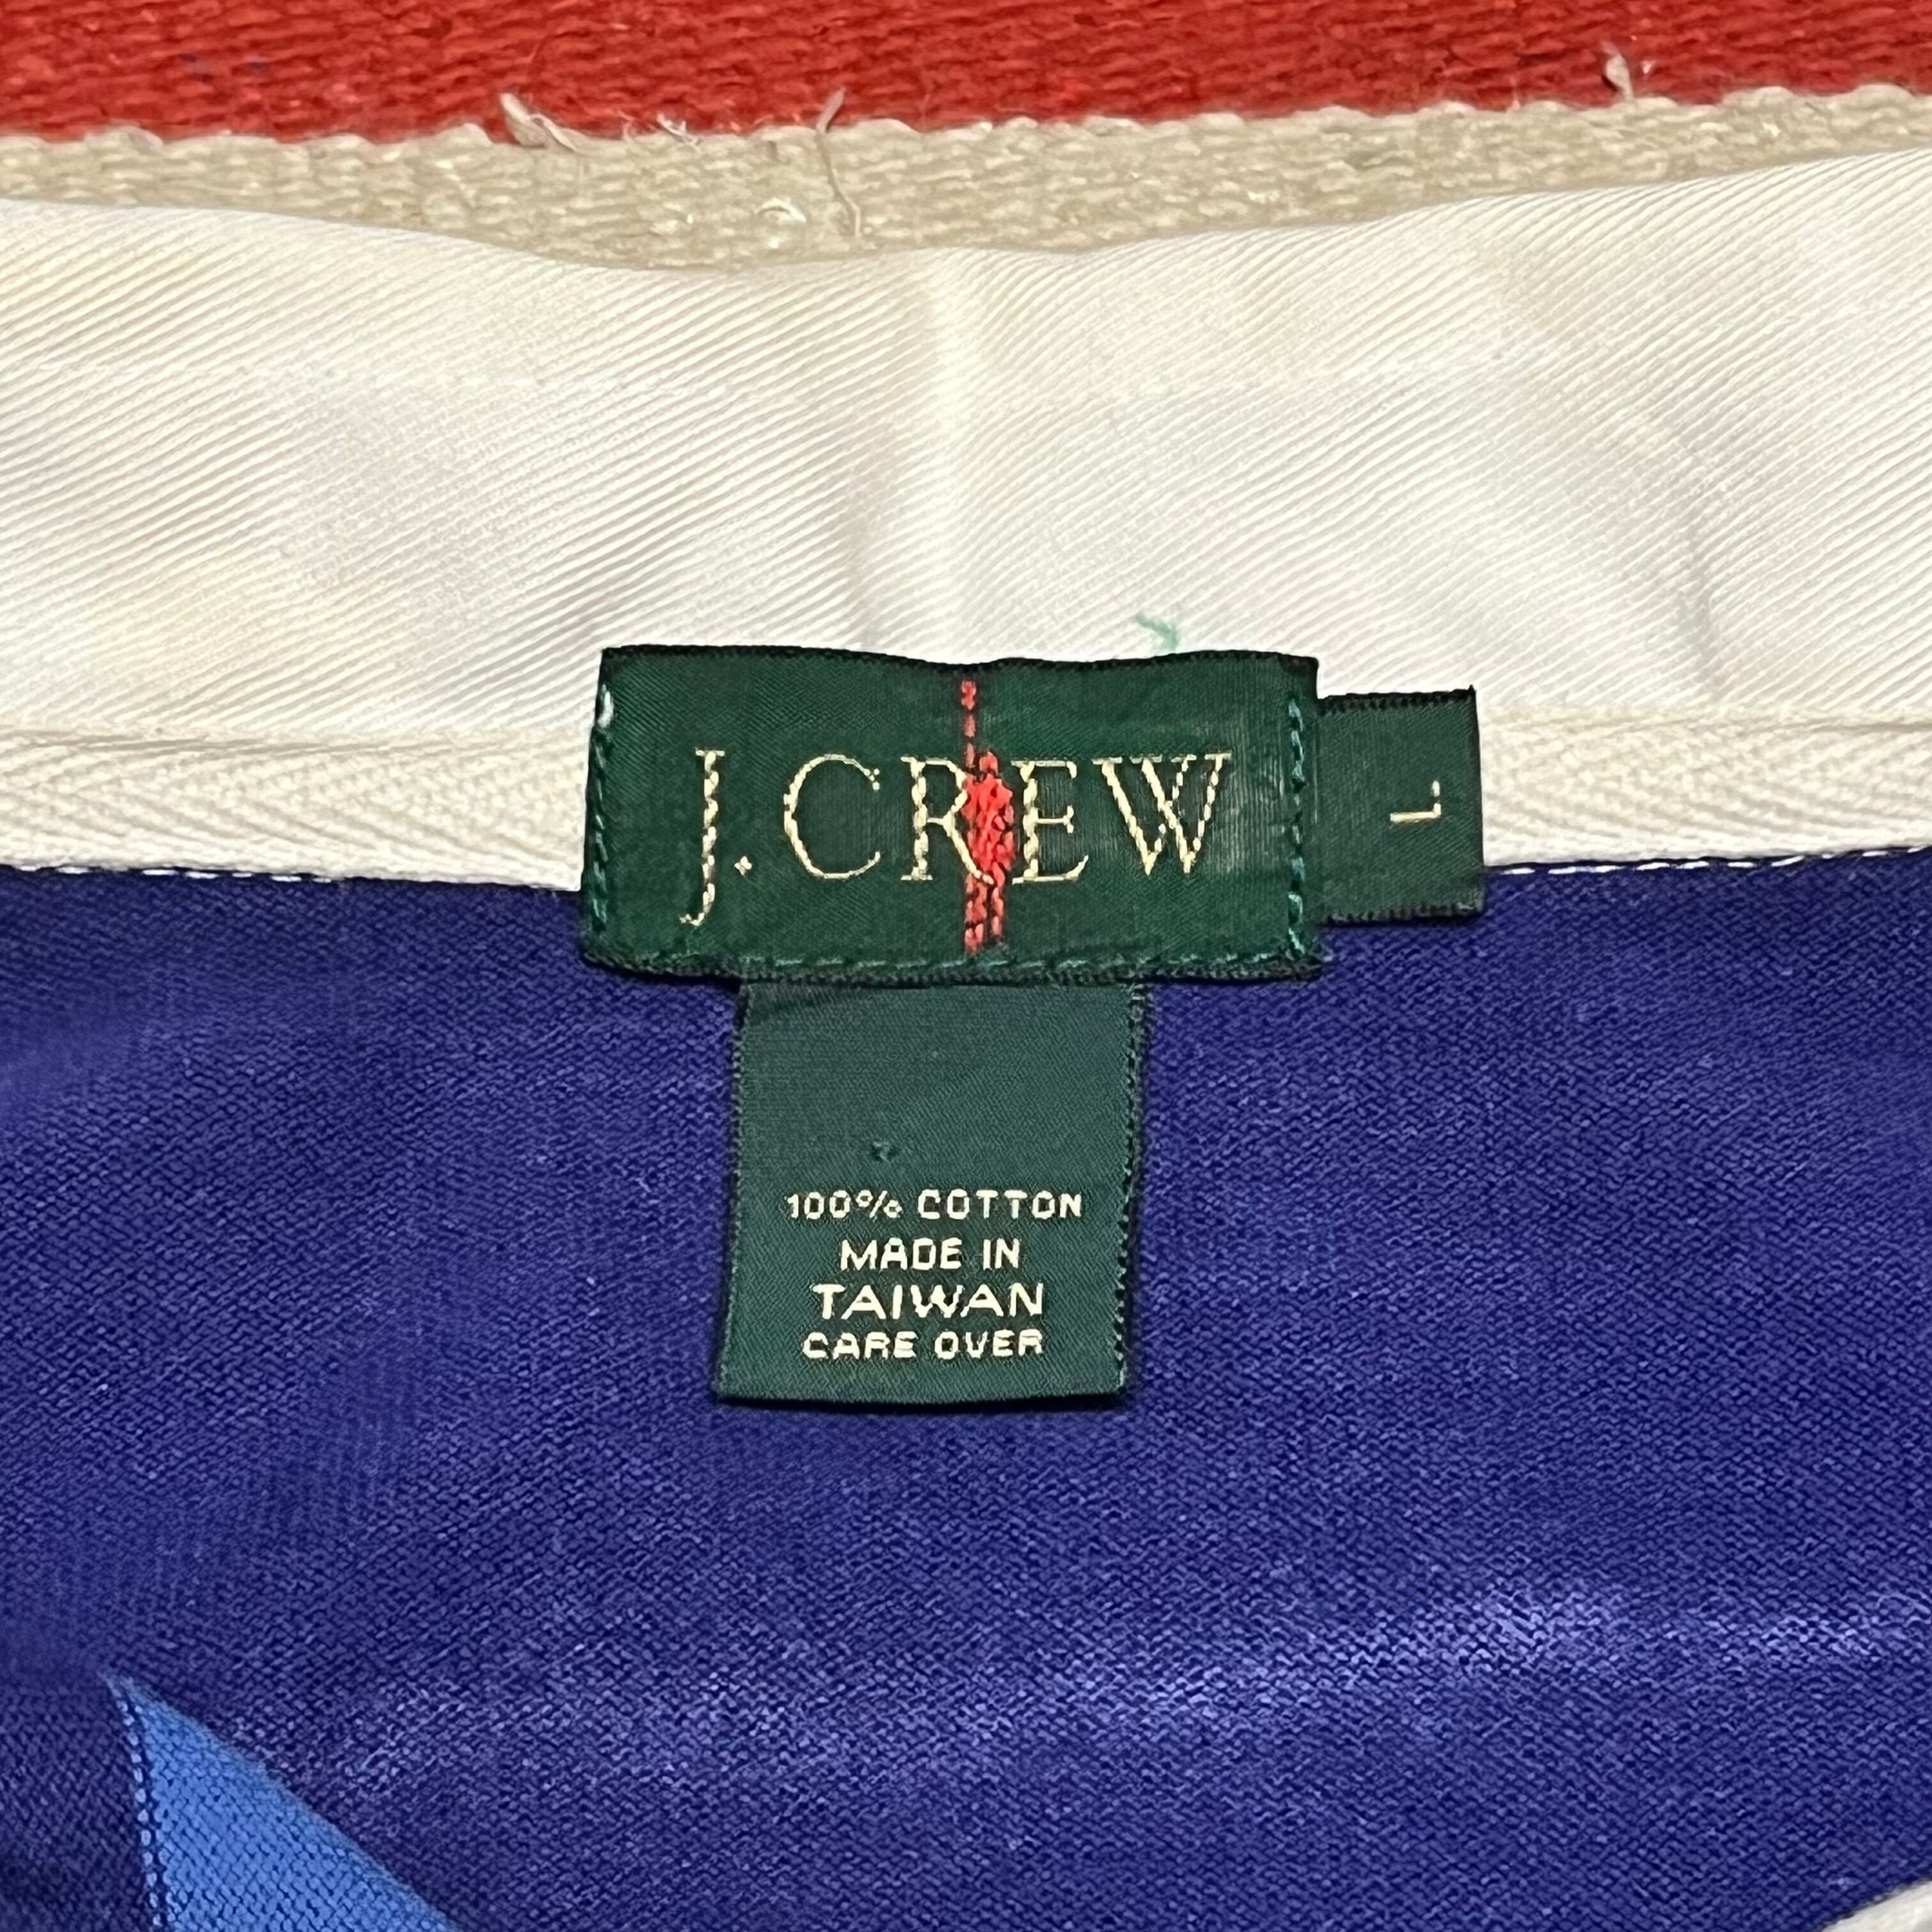 J.CREW
L
100% COTTON
MADE IN
TAIWAN
CARE OVER